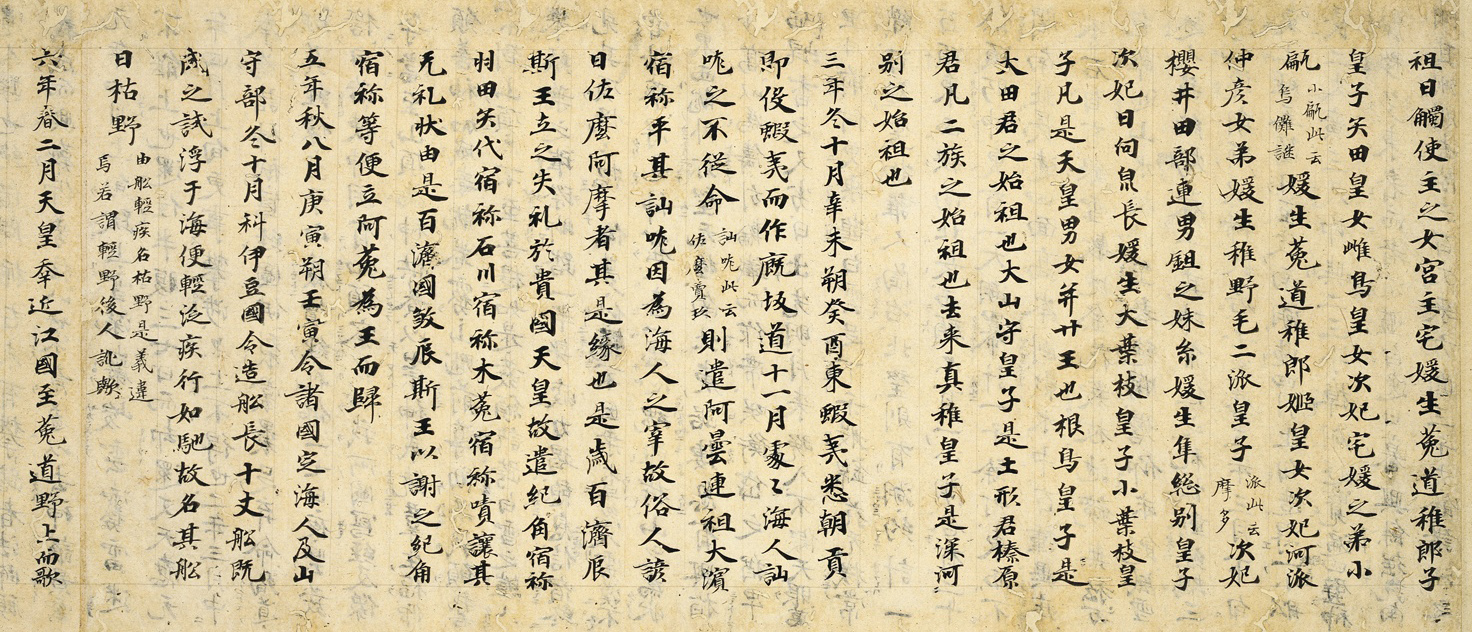 祖日觸使主之女宮主宅媛生菟道稚郎子
皇子矢田皇女雌鳥皇女次妃宅媛之弟小
甂小甂此云烏儺謎媛生菟道稚郎姬皇女次妃河派
仲彦女弟媛生稚野毛二派皇子派此云摩多次妃
櫻井田部連男鉏之妹糸媛生隼総別皇子
次妃日向泉長媛生大葉枝皇子小葉枝皇
子凡是天皇男女并廿王也根鳥皇子是
大田君之始祖也大山守皇子是土形君榛原
君凡二族之始祖也去来真稚皇子是深河
別之始祖也
三年冬十月辛未朔癸酉東蝦夷悉朝貢
即役蝦夷而作厩坂道十一月處〻海人訕
哤之不従命訕哤此云佐麼賣玖則遣阿曇連祖大濱
宿祢平其訕哤因為海人之宰故俗人諺
日佐麼阿摩者其是緣也是歳百濟辰
斯王立之失礼於貴國天皇故遣紀角宿祢
羽田矢代宿祢石川宿祢木菟宿祢嘖讓其
无礼状由是百濟國敘辰斯王以謝之紀角
宿祢等便立阿菟為王而歸
五年秋八月庚寅朔壬寅令諸國定海人及山
守部冬十月科伊豆國令造舩長十丈舩既
成之試浮于海便輕泛疾行如馳故名其舩
曰枯野由舩輕疾名枯野是義違焉若謂輕野後人訛歟
六年春二月天皇幸近江國至菟道野上而歌